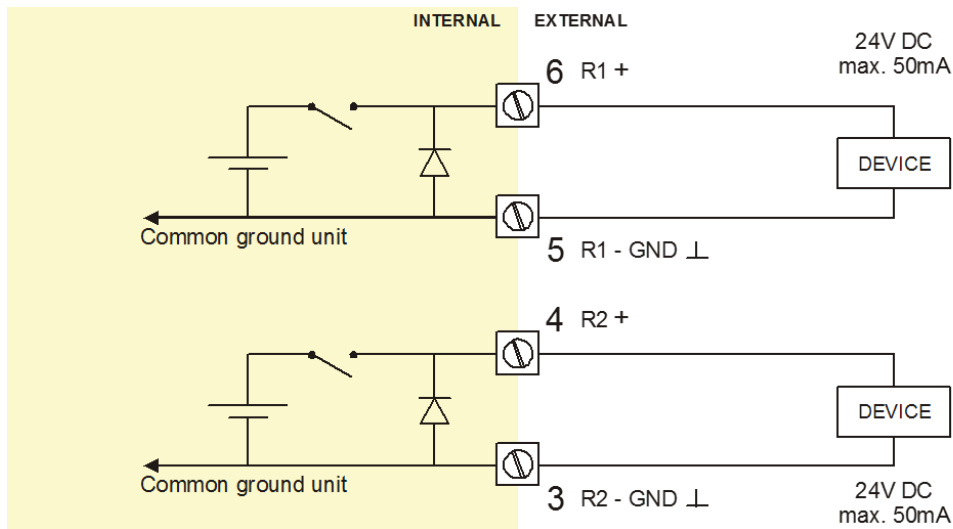 INTERNAL EXTERNAL
24V DC
max. 50mA
6 R1 +
DEVICE
Common ground unit
5 R1 - GND ⊥
4 R2 +
DEVICE
Common ground unit
3 R2 - GND ⊥
24V DC
max. 50mA